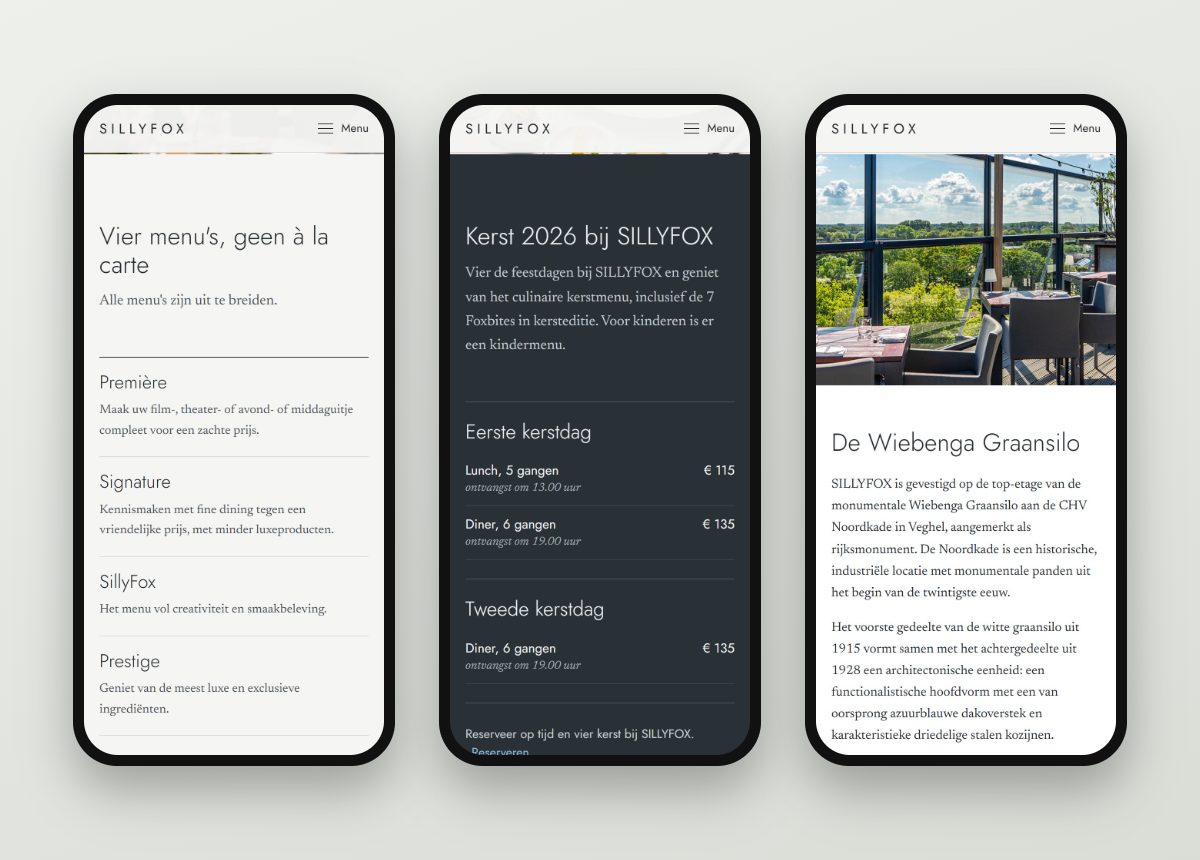 SILLYFOX
Menu
Vier menu's, geen à la
carte
Alle menu's zijn uit te breiden.
Première
Maak uw film-, theater- of avond- of middaguitje
compleet voor een zachte prijs.
Signature
Kennismaken met fine dining tegen een
vriendelijke prijs, met minder luxeproducten.
SillyFox
Het menu vol creativiteit en smaakbeleving.
Prestige
Geniet van de meest luxe en exclusieve
ingrediënten.
SILLYFOX
Menu
Kerst 2026 bij SILLYFOX
Vier de feestdagen bij SILLYFOX en geniet
van het culinaire kerstmenu, inclusief de 7
Foxbites in kersteditie. Voor kinderen is er
een kindermenu.
Eerste kerstdag
Lunch, 5 gangen € 115
ontvangst om 13.00 uur
Diner, 6 gangen € 135
ontvangst om 19.00 uur
Tweede kerstdag
Diner, 6 gangen € 135
ontvangst om 19.00 uur
Reserveer op tijd en vier kerst bij SILLYFOX.
Reserveren
SILLYFOX
Menu
De Wiebenga Graansilo
SILLYFOX is gevestigd op de top-etage van de
monumentale Wiebenga Graansilo aan de CHV
Noordkade in Veghel, aangemerkt als
rijksmonument. De Noordkade is een historische,
industriële locatie met monumentale panden uit
het begin van de twintigste eeuw.
Het voorste gedeelte van de witte graansilo uit
1915 vormt samen met het achtergedeelte uit
1928 een architectonische eenheid: een
functionalistische hoofdvorm met een van
oorsprong azuurblauwe dakoverstek en
karakteristieke driedelige stalen kozijnen.